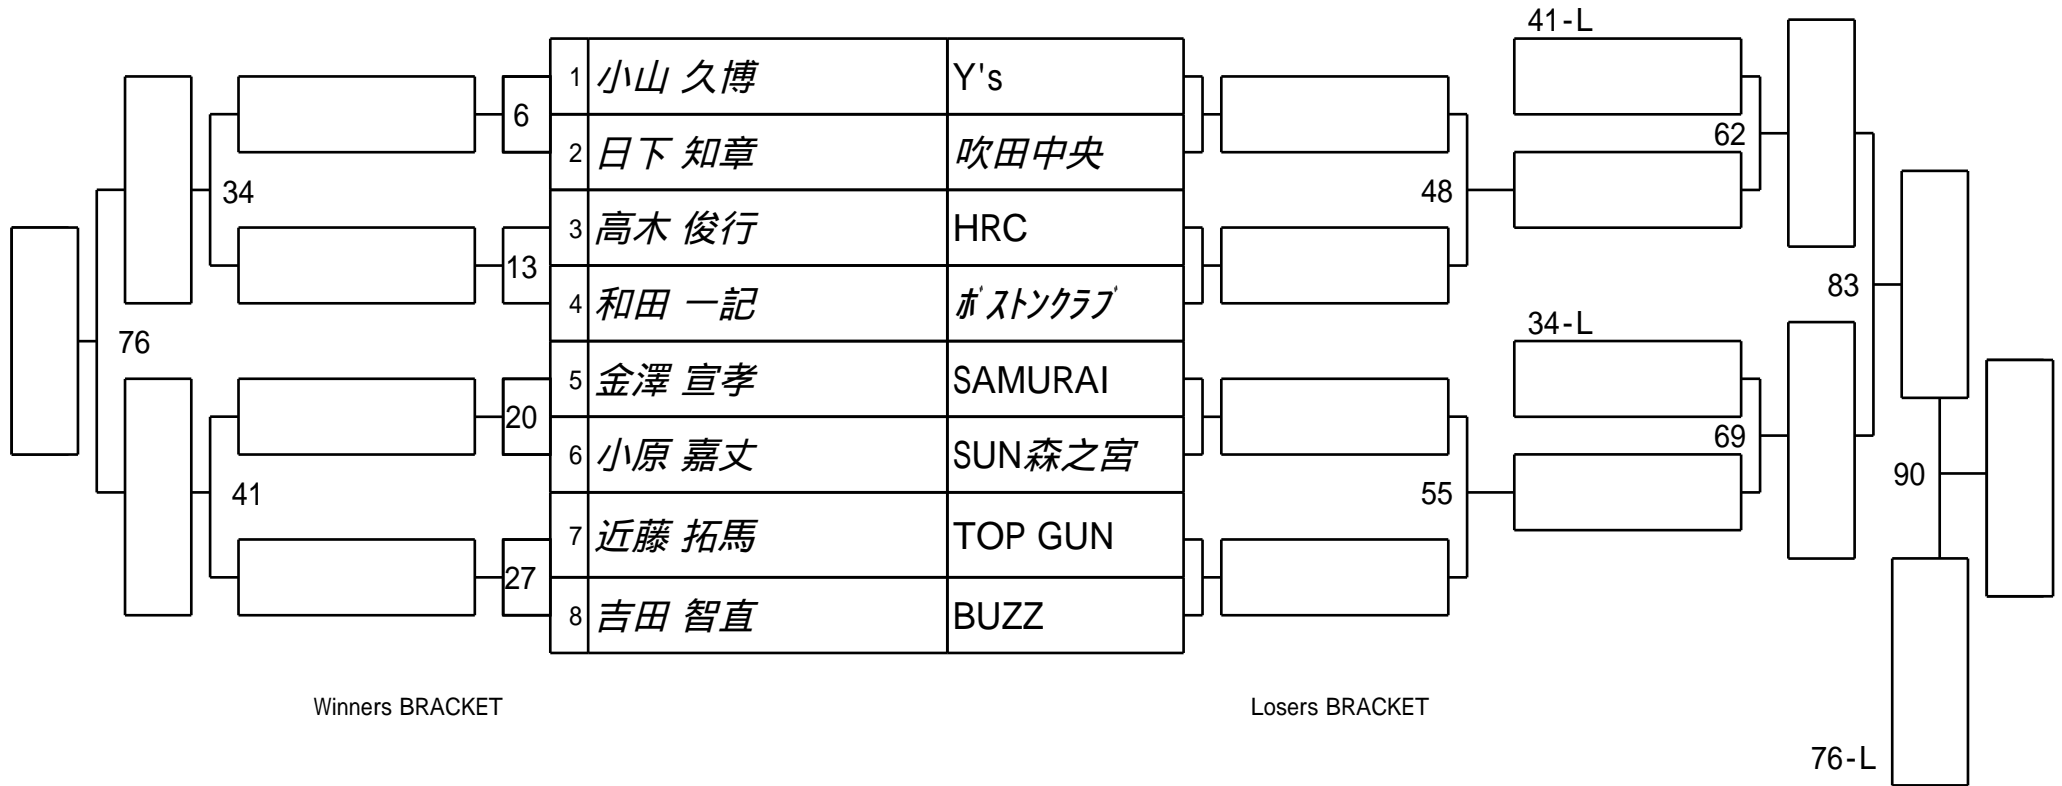 41-L
1 小山 久博 Y's
6
62
2 日下 知章 吹田中央
34
48
3 高木 俊行 HRC
13
83
4 和田 一記 ﾎﾞｽﾄﾝｸﾗﾌﾞ
34-L
76
5 金澤 宣孝 SAMURAI
20
69
6 小原 嘉丈 SUN森之宮
90
41
55
7 近藤 拓馬 TOP GUN
27
8 吉田 智直 BUZZ
Winners BRACKET
Losers BRACKET
76-L